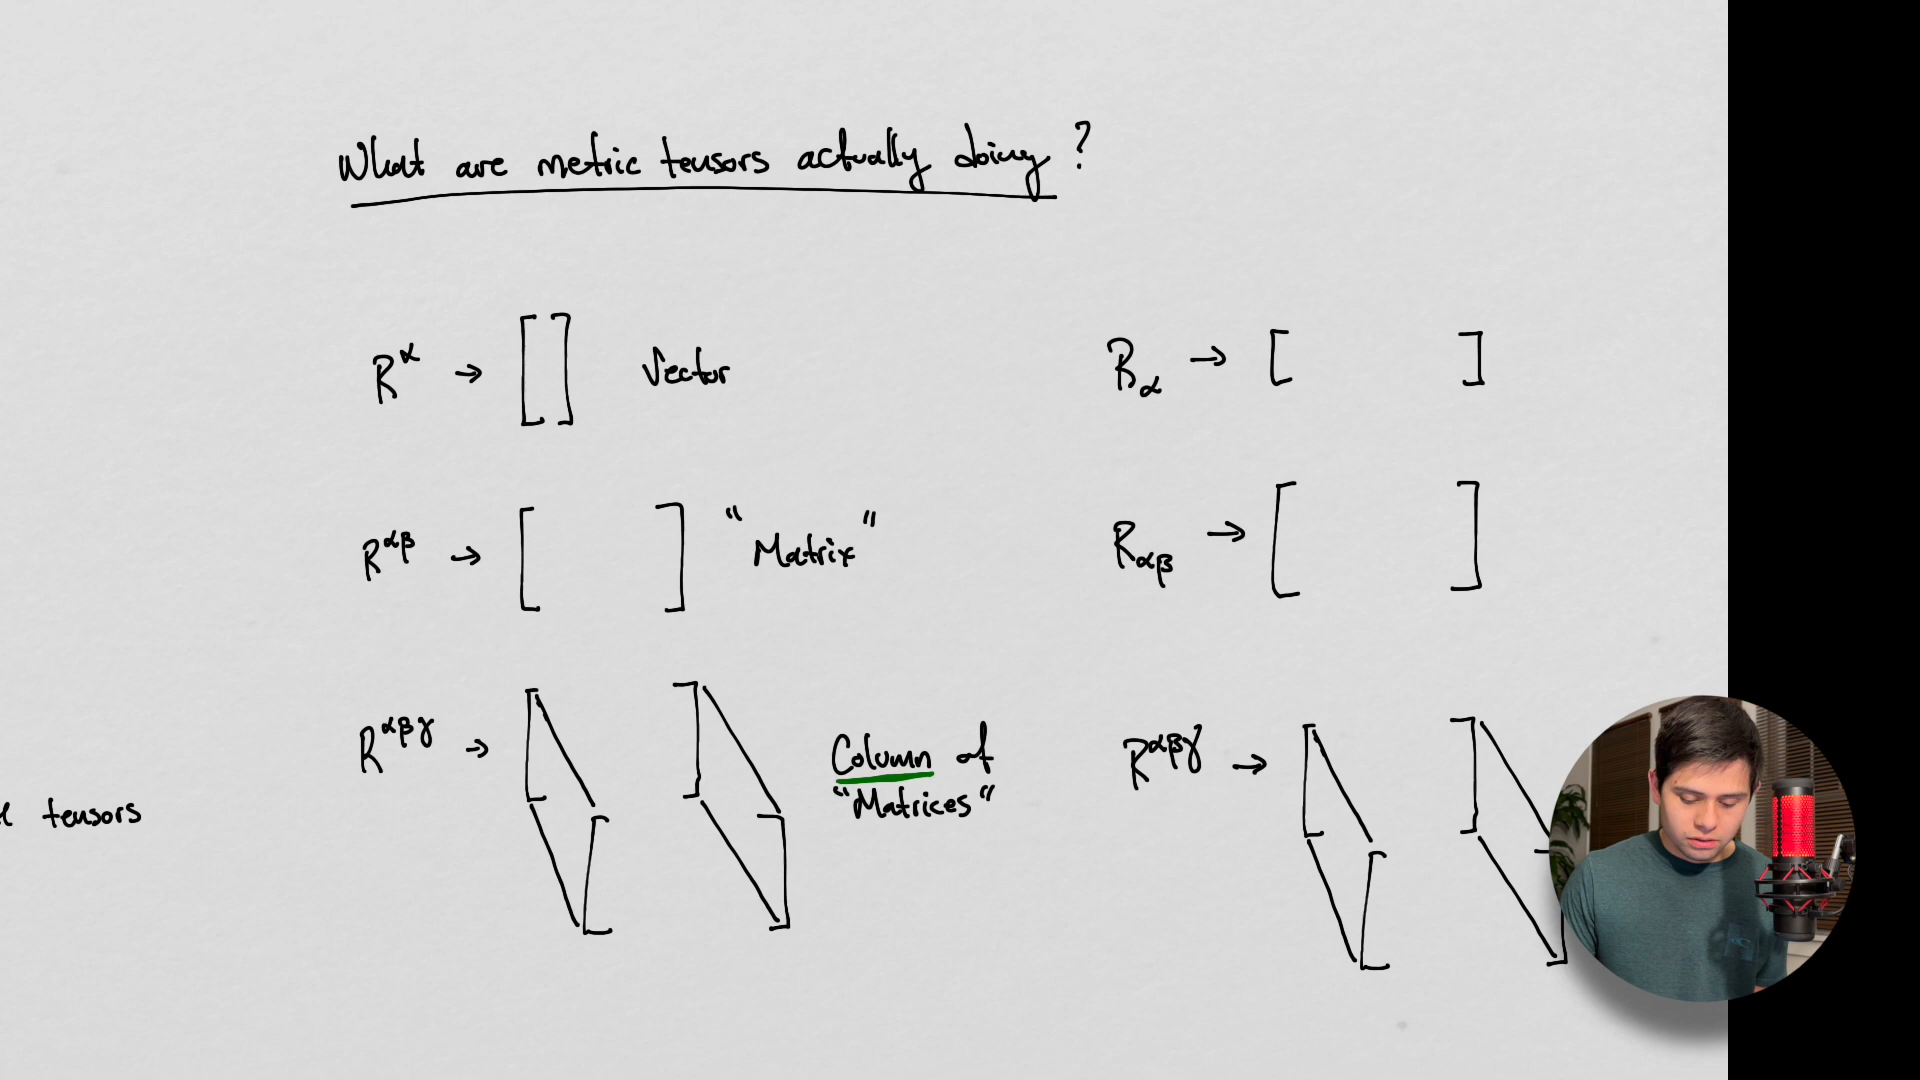 What are metric tensors actually doing?
R^α → [ ] Vector
R_α → [ ]
R^αβ → [ ] "Matrix"
R_αβ → [ ]
R^αβγ → [ ] Column of
"Matrices"
R^αβγ → [ ]
tensors